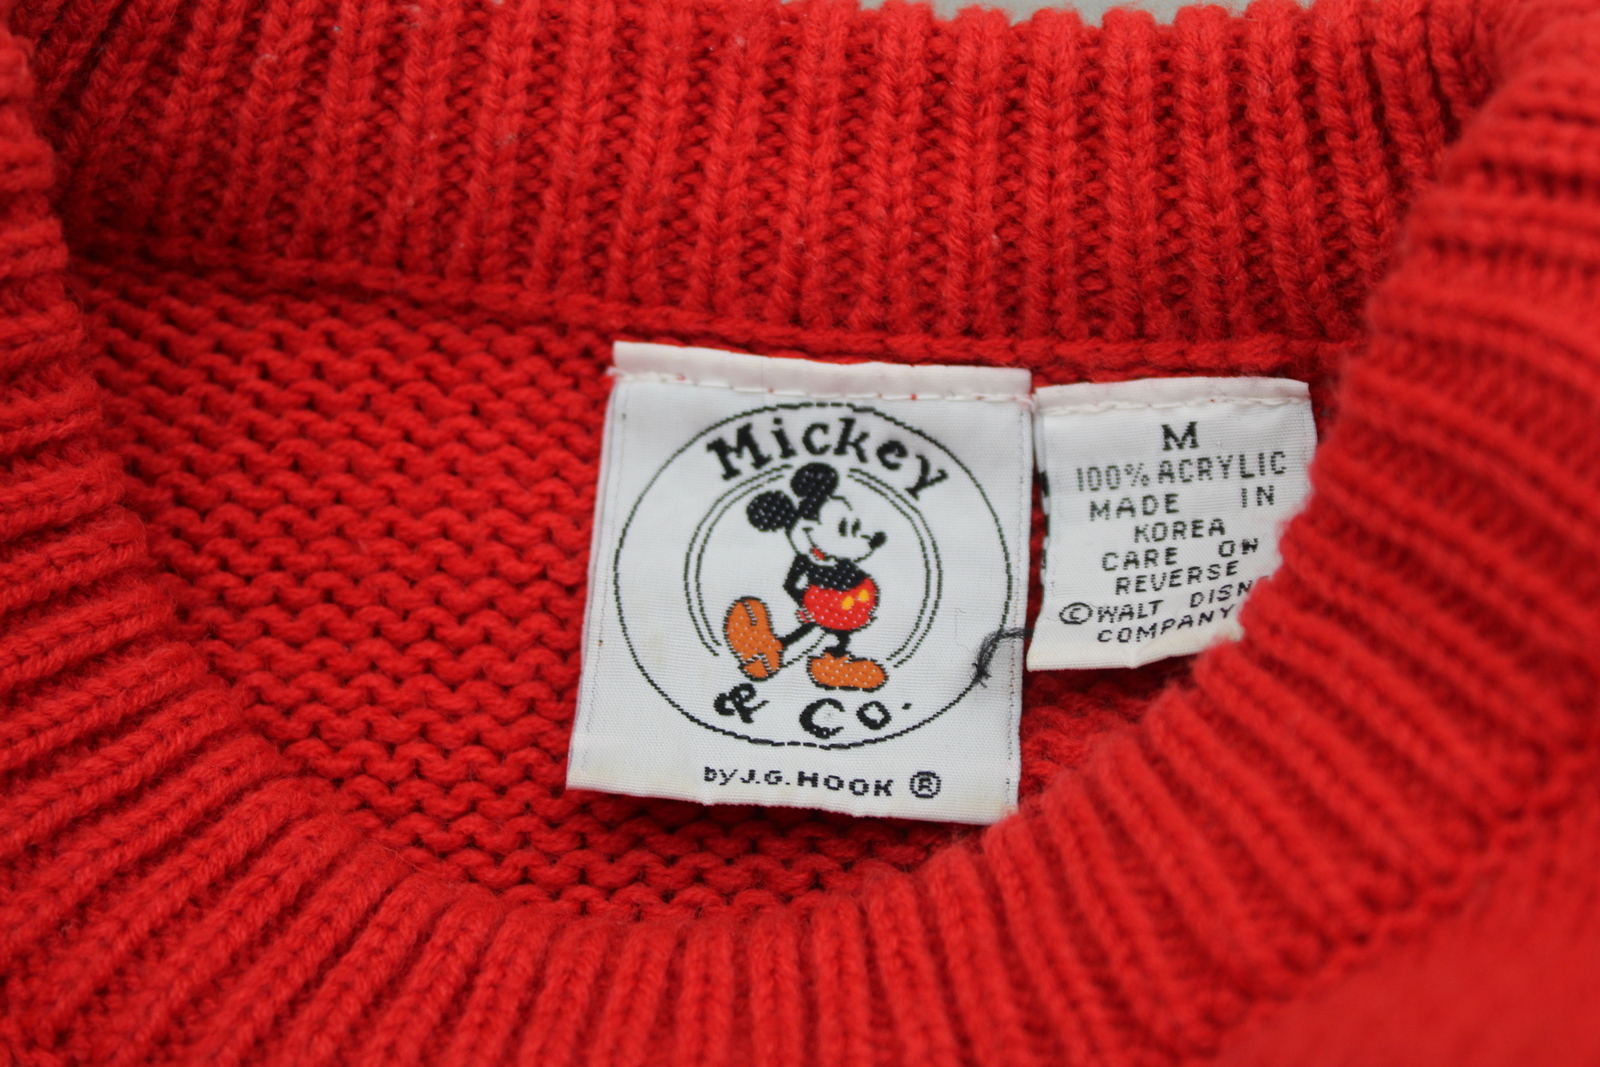 Mickey
& Co.
by J.G. HOOK ®
M
100% ACRYLIC
MADE IN
KOREA
CARE ON
REVERSE
© WALT DISN
COMPANY